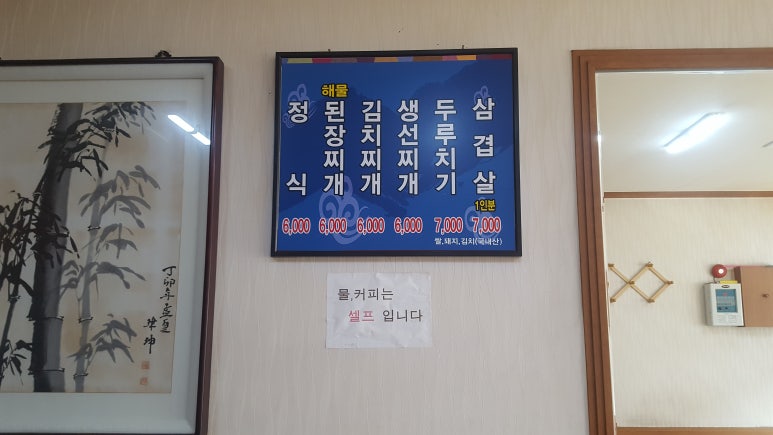 정식 6,000
해물 된장찌개 6,000
김치찌개 6,000
생선찌개 6,000
두루치기 7,000
삼겹살 1인분 7,000
쌀,돼지,김치(국내산)
물,커피는
셀프 입니다